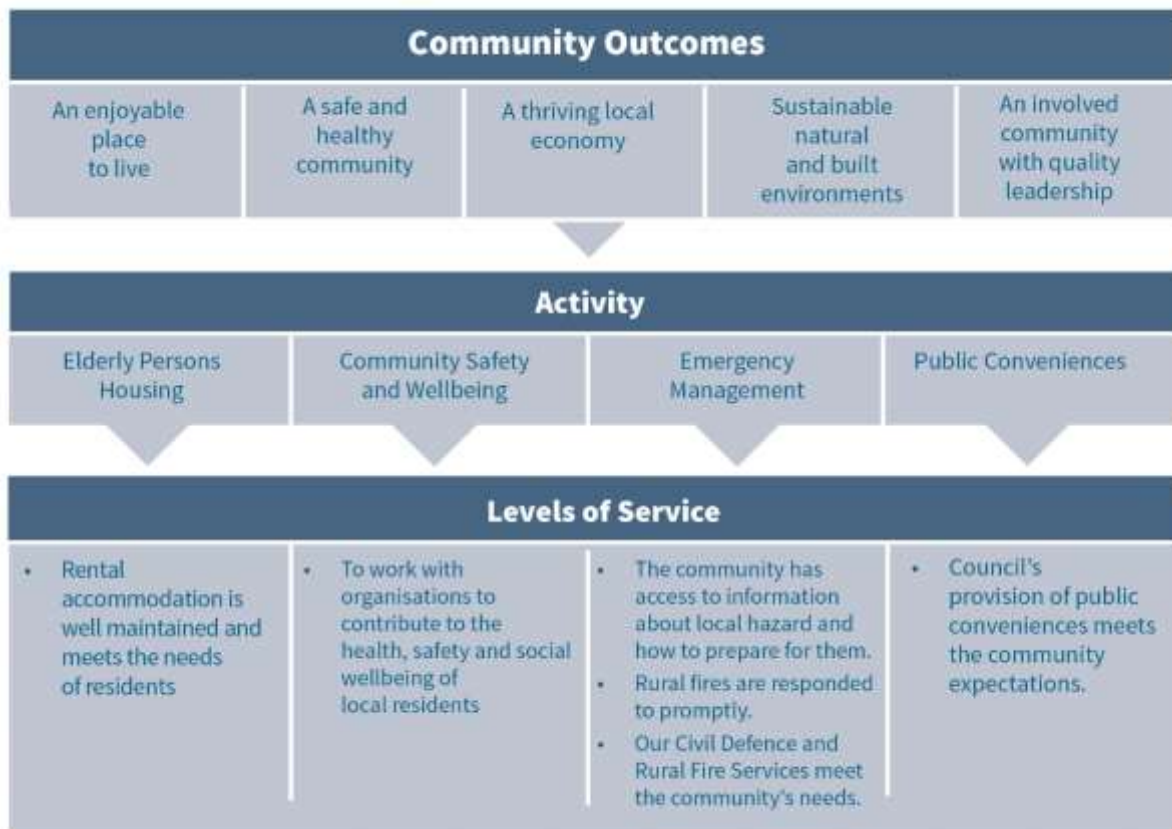 Community Outcomes
An enjoyable
place
to live
A safe and
healthy
community
A thriving local
economy
Sustainable
natural
and built
environments
An involved
community
with quality
leadership
Activity
Elderly Persons
Housing
Community Safety
and Wellbeing
Emergency
Management
Public Conveniences
Levels of Service
• Rental
accommodation is
well maintained and
meets the needs
of residents
• To work with
organisations to
contribute to the
health, safety and social
wellbeing of
local residents
• The community has
access to information
about local hazard and
how to prepare for them.
• Rural fires are responded
to promptly.
• Our Civil Defence and
Rural Fire Services meet
the community's needs.
• Council's
provision of public
conveniences meets
the community
expectations.